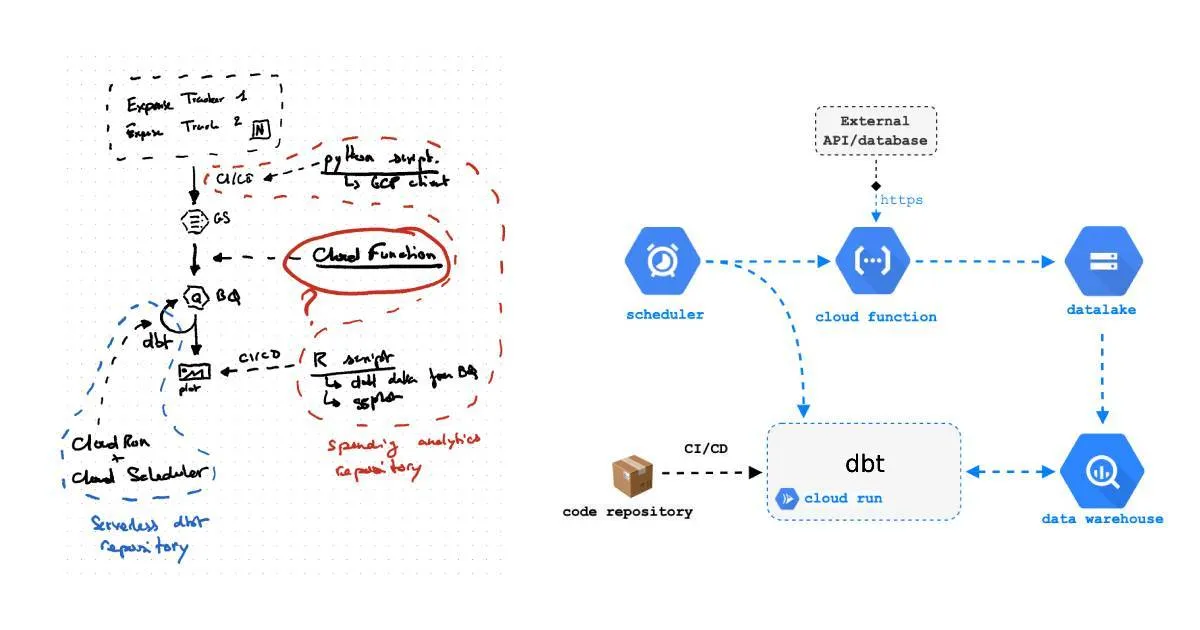 Expense Tracker 1
Expense Track 2 N
python script.
↳ GCP client
CI/CD
GS
Cloud Function
?
BQ
dbt
CI/CD
R script
↳ data from BQ
↳ ggplot
plot
Cloud Run
+
Cloud Scheduler
Spending analytics
repository
Serverless dbt
repository
External
API/database
https
scheduler
cloud function
datalake
CI/CD
dbt
cloud run
code repository
data warehouse